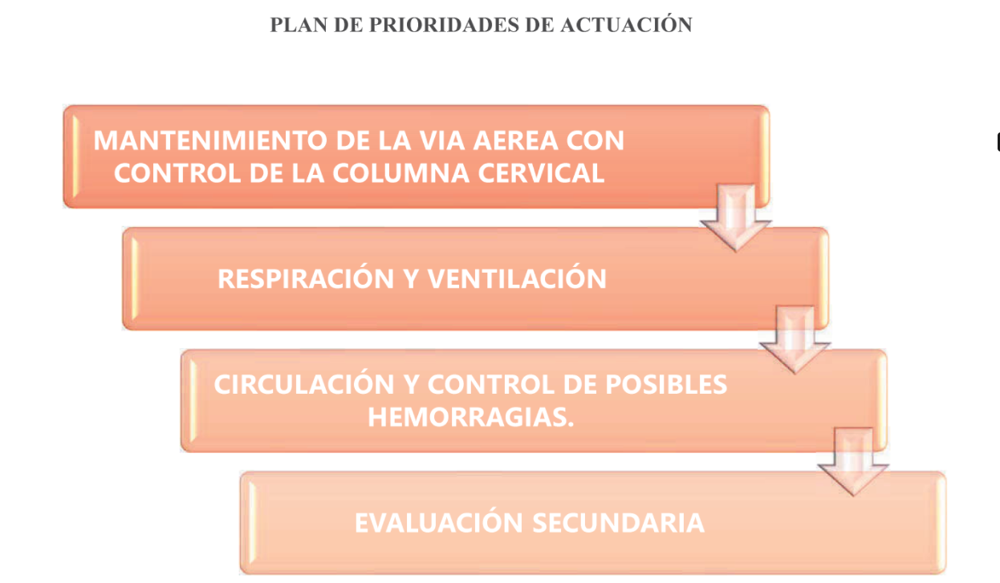 PLAN DE PRIORIDADES DE ACTUACIÓN
MANTENIMIENTO DE LA VIA AEREA CON
CONTROL DE LA COLUMNA CERVICAL
RESPIRACIÓN Y VENTILACIÓN
CIRCULACIÓN Y CONTROL DE POSIBLES
HEMORRAGIAS.
EVALUACIÓN SECUNDARIA